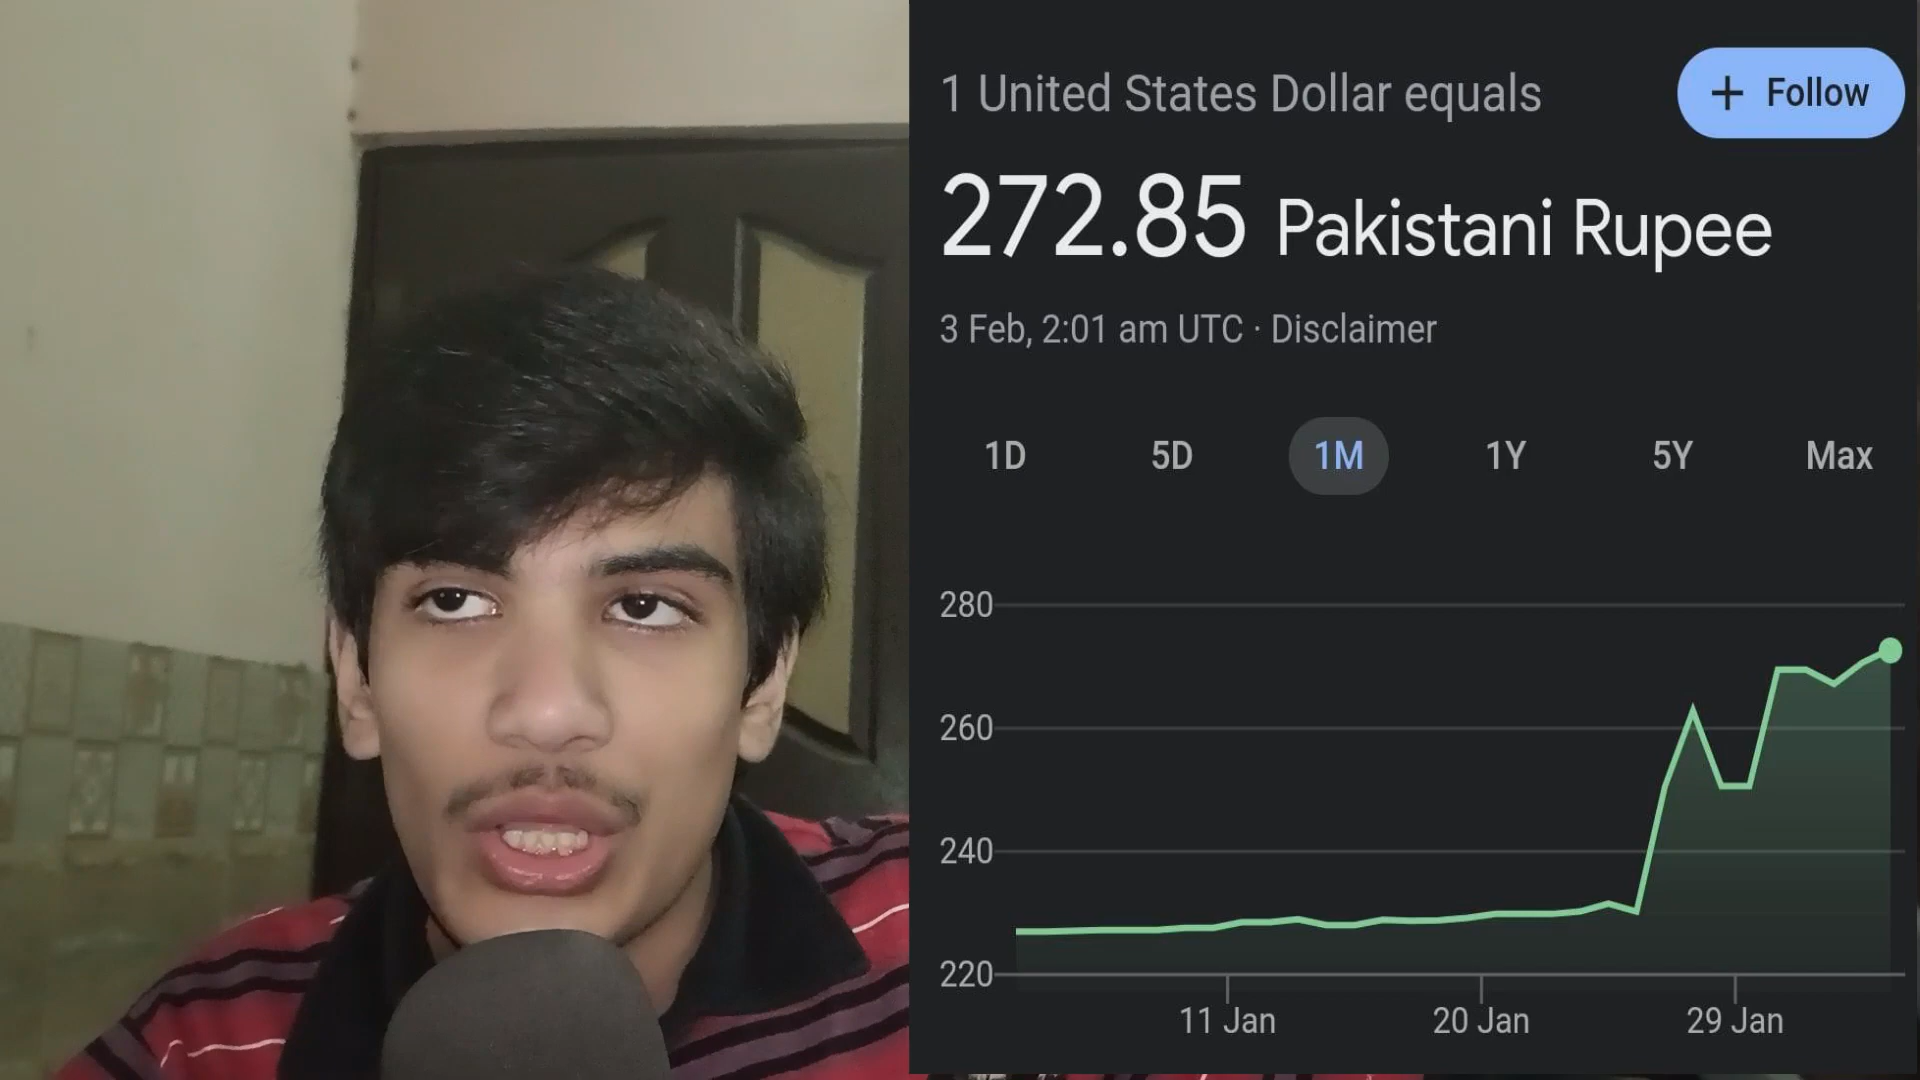 1 United States Dollar equals
+ Follow
272.85 Pakistani Rupee
3 Feb, 2:01 am UTC · Disclaimer
1D 5D 1M 1Y 5Y Max
280
260
240
220
11 Jan 20 Jan 29 Jan